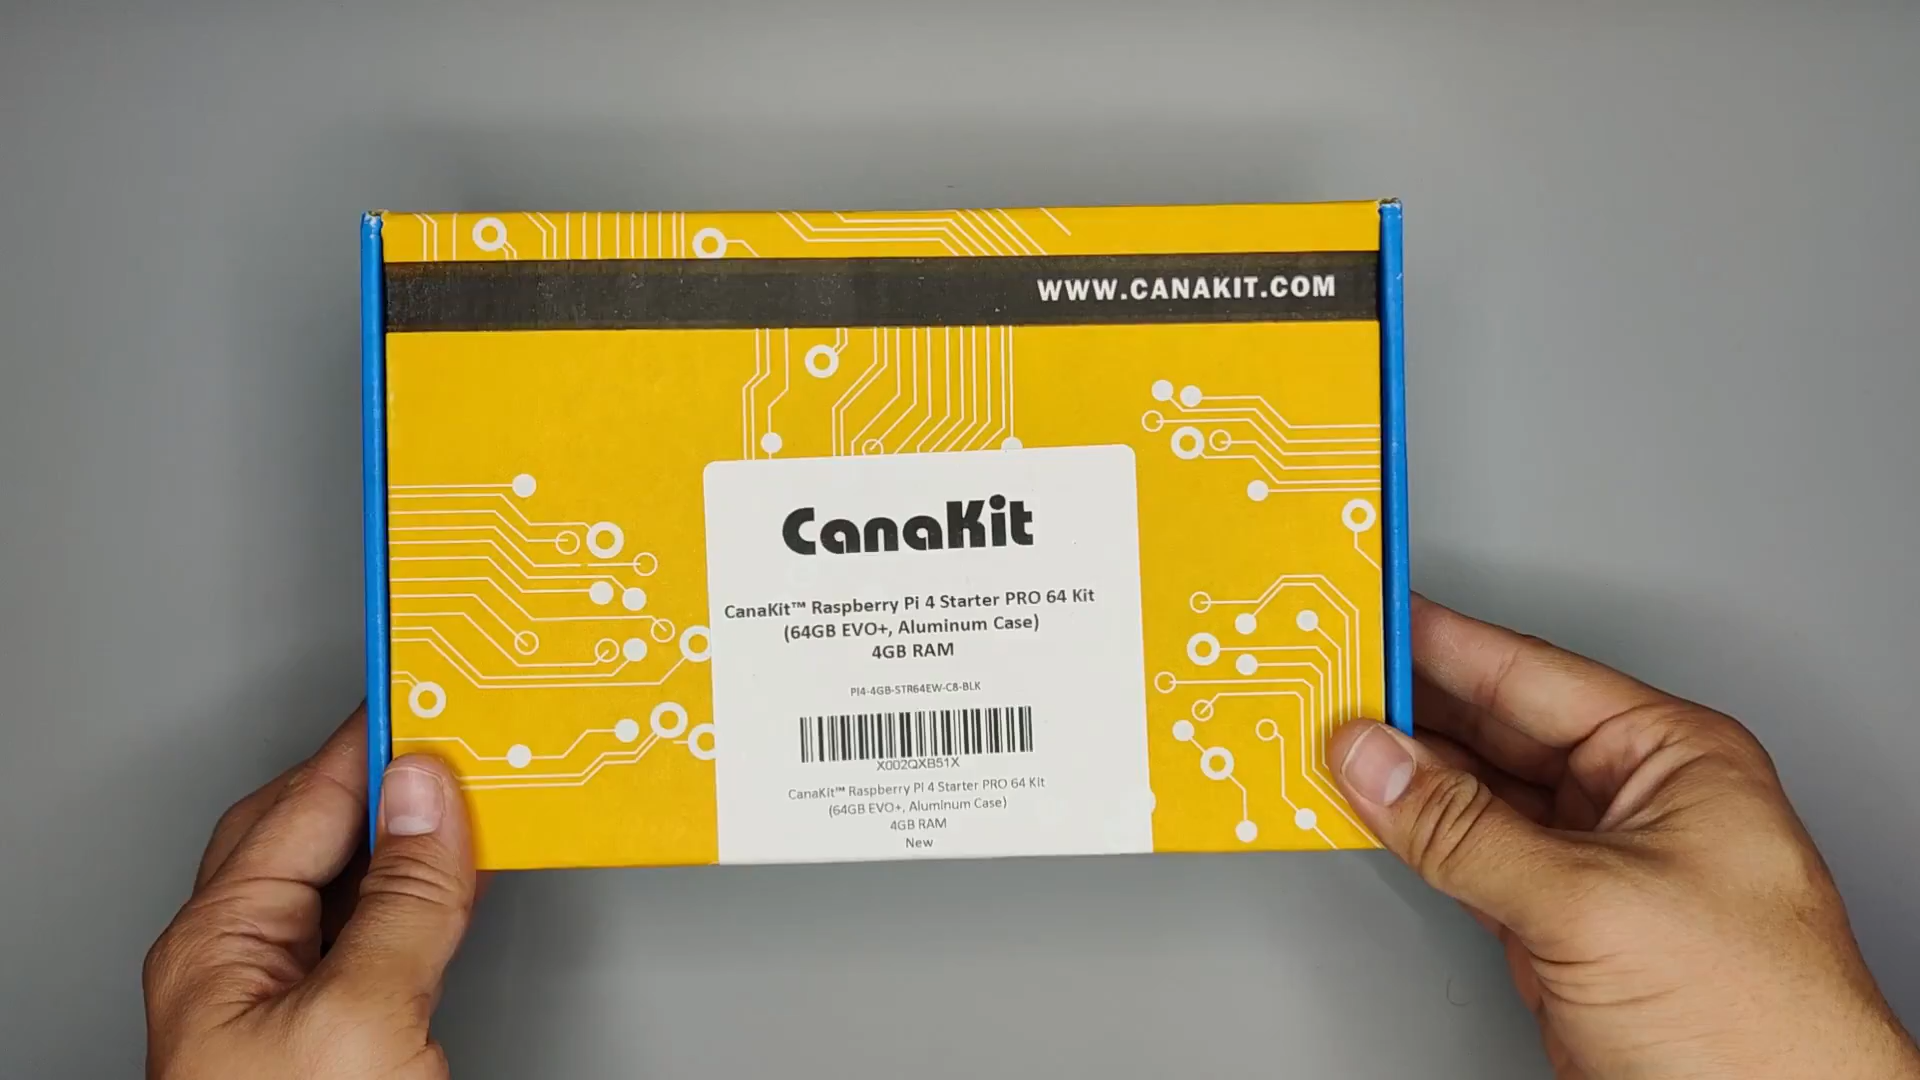 WWW.CANAKIT.COM
CanaKit
CanaKit™ Raspberry Pi 4 Starter PRO 64 Kit
(64GB EVO+, Aluminum Case)
4GB RAM
PI4-4GB-STR64EW-C8-BLK
X002QXB51X
CanaKit™ Raspberry Pi 4 Starter PRO 64 Kit
(64GB EVO+, Aluminum Case)
4GB RAM
New